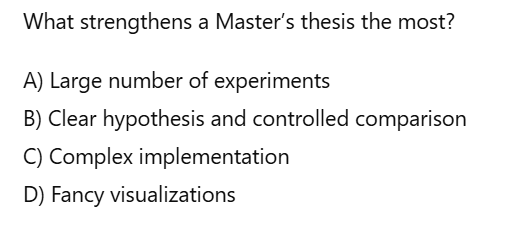 What strengthens a Master’s thesis the most?
A) Large number of experiments
B) Clear hypothesis and controlled comparison
C) Complex implementation
D) Fancy visualizations